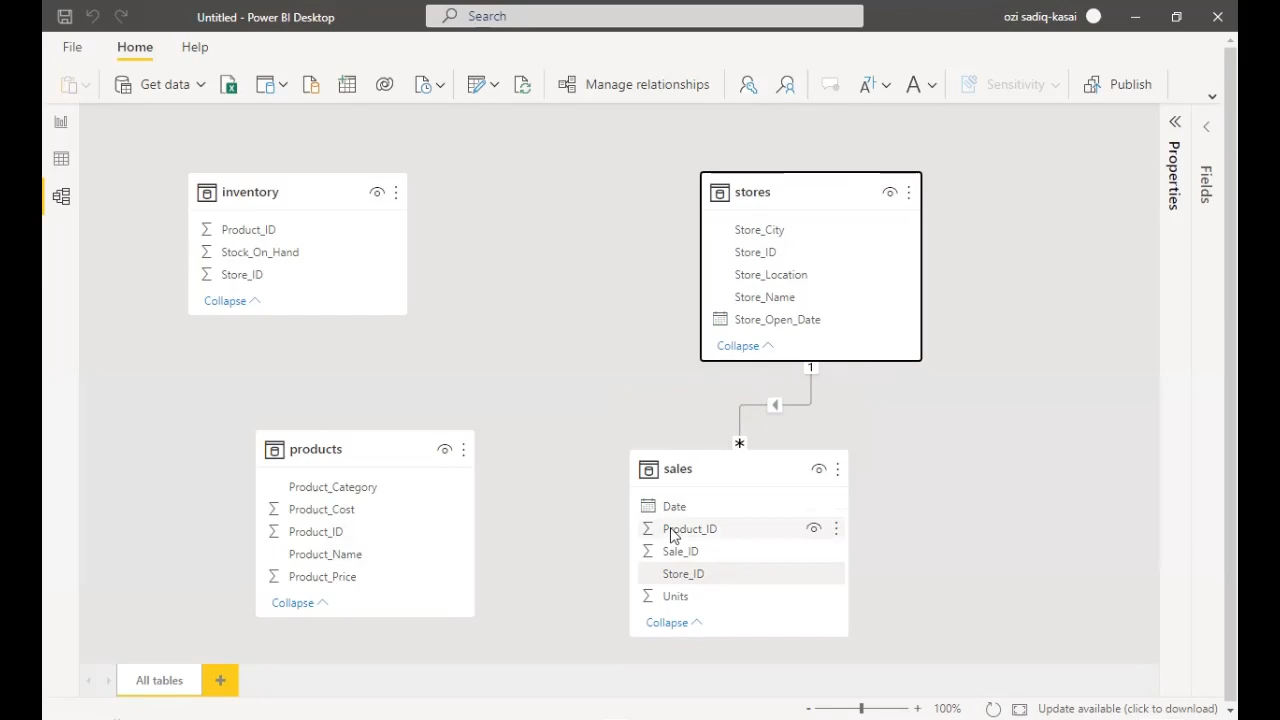 Untitled - Power BI Desktop
Search
ozi sadiq-kasai
File Home Help
Get data
Manage relationships
Sensitivity
Publish
inventory
Product_ID
Stock_On_Hand
Store_ID
Collapse
stores
Store_City
Store_ID
Store_Location
Store_Name
Store_Open_Date
Collapse
1
*
products
Product_Category
Product_Cost
Product_ID
Product_Name
Product_Price
Collapse
sales
Date
Product_ID
Sale_ID
Store_ID
Units
Collapse
Properties
Fields
All tables
+
- + 100%
Update available (click to download)